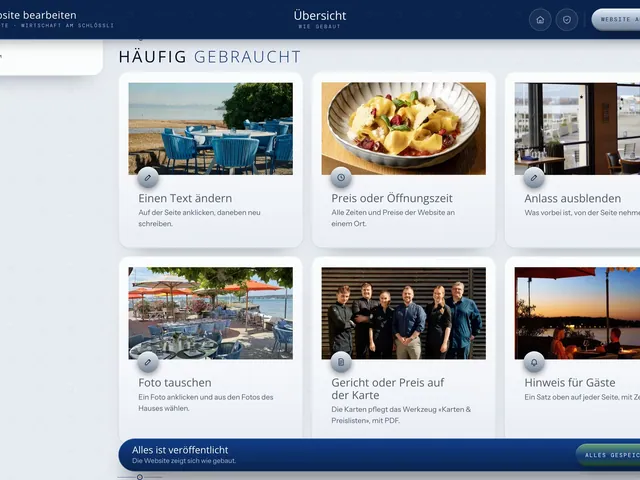 bsite bearbeiten
TE · WIRTSCHAFT AM SCHLÖSSLI
Übersicht
WIE GEBAUT
WEBSITE A
HÄUFIG GEBRAUCHT
Einen Text ändern
Auf der Seite anklicken, daneben neu
schreiben.
Preis oder Öffnungszeit
Alle Zeiten und Preise der Website an
einem Ort.
Anlass ausblenden
Was vorbei ist, von der Seite nehme
Foto tauschen
Ein Foto anklicken und aus den Fotos des
Hauses wählen.
Gericht oder Preis auf
der Karte
Die Karten pflegt das Werkzeug «Karten &
Preislisten», mit PDF.
Hinweis für Gäste
Ein Satz oben auf jeder Seite, mit Ze
Alles ist veröffentlicht
Die Website zeigt sich wie gebaut.
ALLES GESPEIC